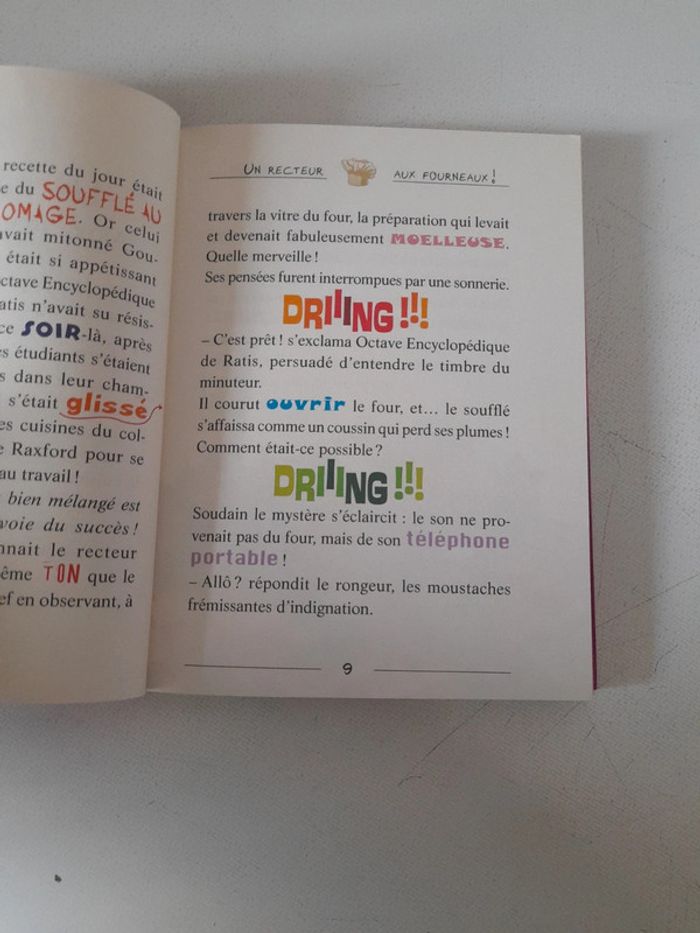 recette du jour était
e du SOUFFLÉ AU
OMAGE. Or celui
avait mitonné Gou-
était si appétissant
ctave Encyclopédique
atis n'avait su résis-
ce SOIR-là, après
s étudiants s'étaient
s dans leur cham-
s'était glissé
es cuisines du col-
e Raxford pour se
au travail !
bien mélangé est
voie du succès !
nnait le recteur
ême TON que le
ef en observant, à
UN RECTEUR AUX FOURNEAUX !
travers la vitre du four, la préparation qui levait
et devenait fabuleusement MOELLEUSE.
Quelle merveille !
Ses pensées furent interrompues par une sonnerie.
DRIIING !!!
– C'est prêt ! s'exclama Octave Encyclopédique
de Ratis, persuadé d'entendre le timbre du
minuteur.
Il courut ouvrir le four, et… le soufflé
s'affaissa comme un coussin qui perd ses plumes !
Comment était-ce possible ?
DRIIING !!!
Soudain le mystère s'éclaircit : le son ne pro-
venait pas du four, mais de son téléphone
portable !
– Allô ? répondit le rongeur, les moustaches
frémissantes d'indignation.
9